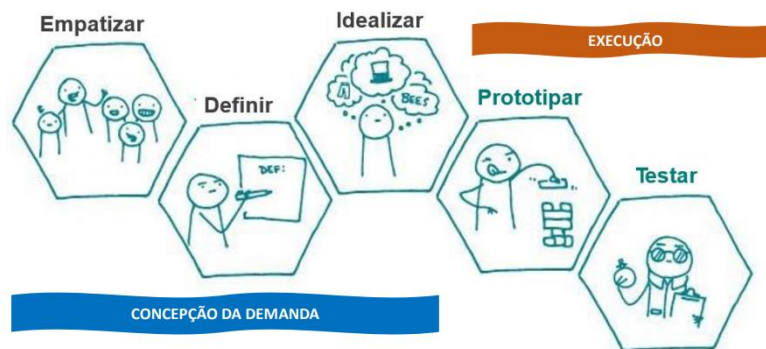 Empatizar
Idealizar
EXECUÇÃO
Definir
Prototipar
BEES
DEF:
Testar
CONCEPÇÃO DA DEMANDA